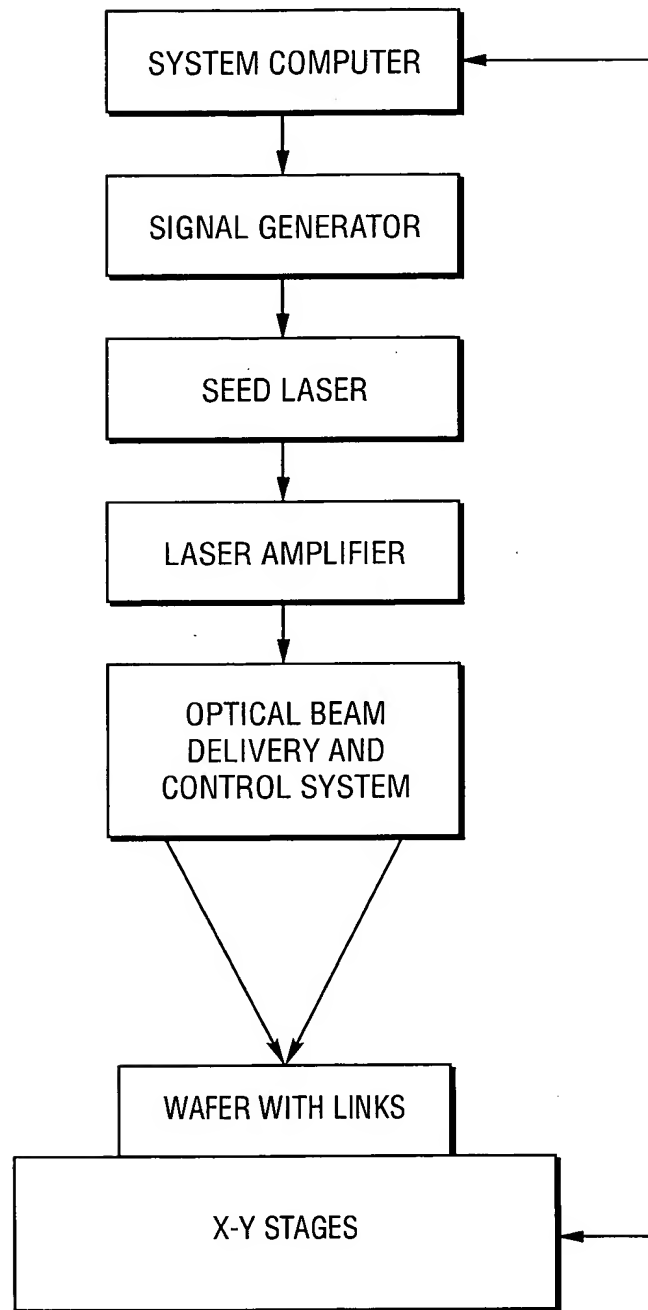 SYSTEM COMPUTER
SIGNAL GENERATOR
SEED LASER
LASER AMPLIFIER
OPTICAL BEAM
DELIVERY AND
CONTROL SYSTEM
WAFER WITH LINKS
X-Y STAGES